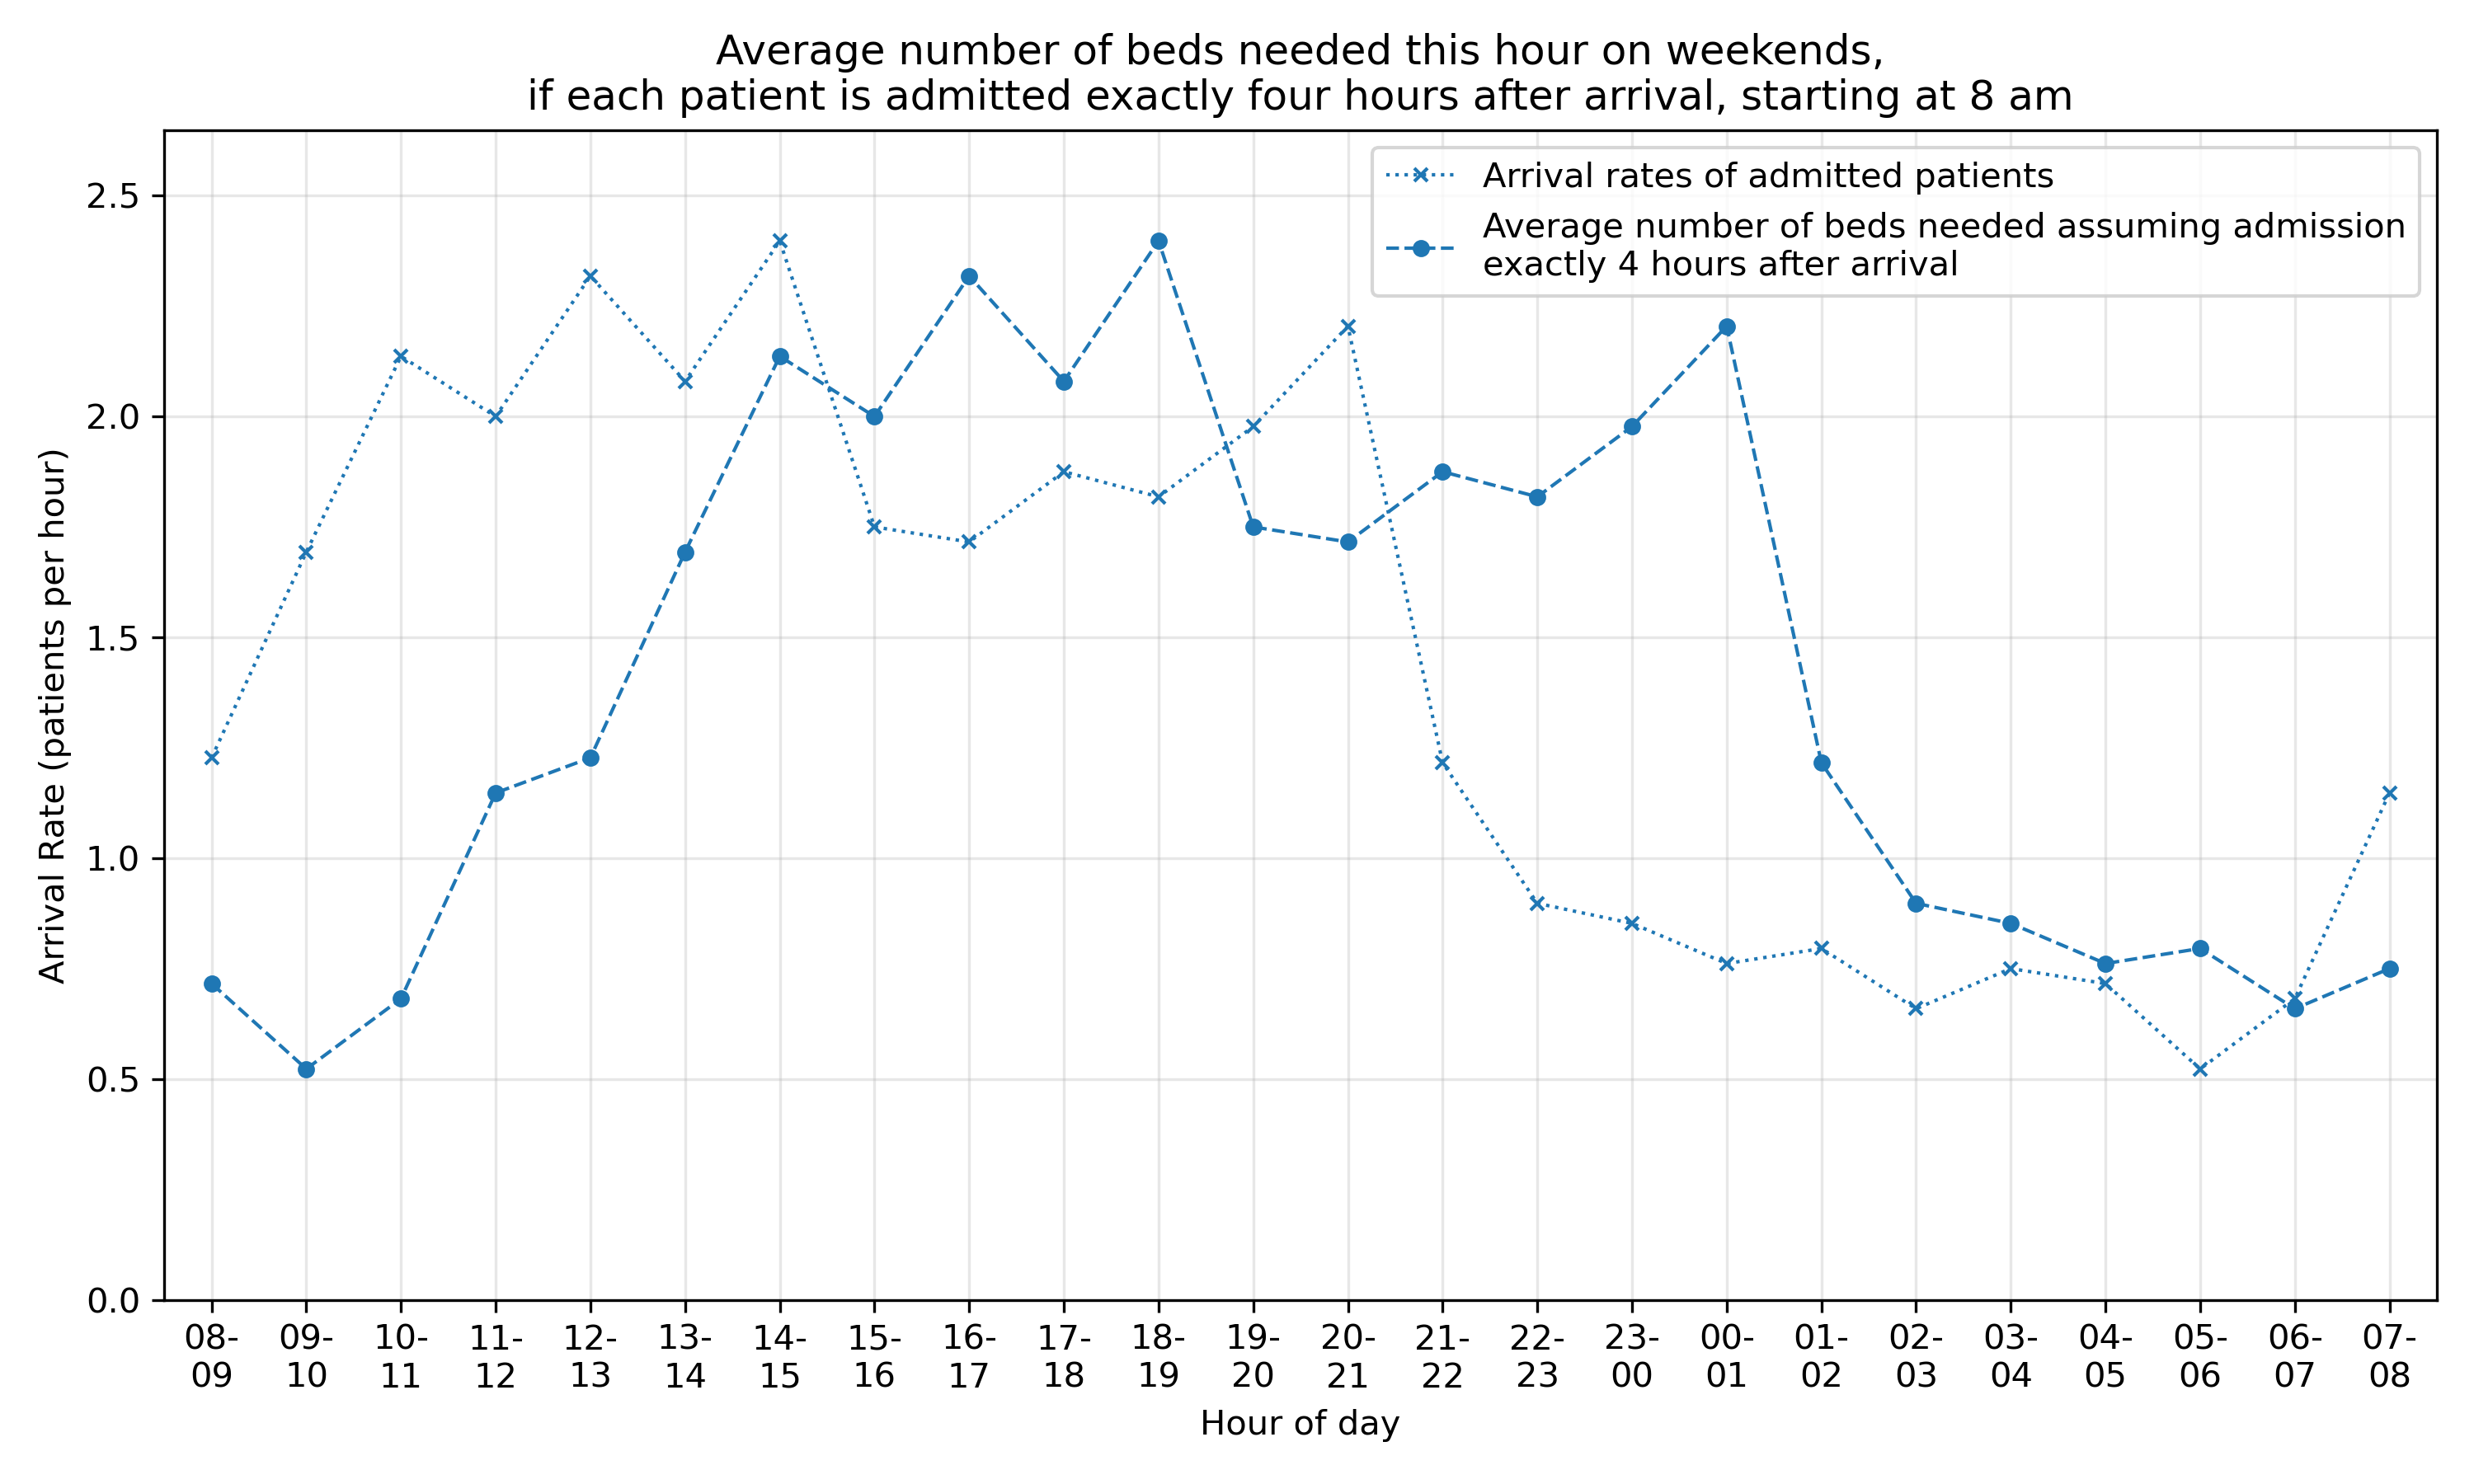 Average number of beds needed this hour on weekends,
if each patient is admitted exactly four hours after arrival, starting at 8 am
Arrival rates of admitted patients
Average number of beds needed assuming admission
exactly 4 hours after arrival
Arrival Rate (patients per hour)
2.5
2.0
1.5
1.0
0.5
0.0
08- 09- 10- 11- 12- 13- 14- 15- 16- 17- 18- 19- 20- 21- 22- 23- 00- 01- 02- 03- 04- 05- 06- 07-
09 10 11 12 13 14 15 16 17 18 19 20 21 22 23 00 01 02 03 04 05 06 07 08
Hour of day